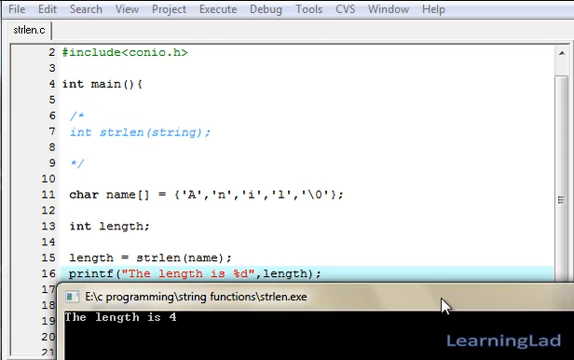 File Edit Search View Project Execute Debug Tools CVS Window Help
strlen.c
2 #include<conio.h>
3
4 int main(){
5
6 /*
7 int strlen(string);
8
9 */
10
11 char name[] = {'A','n','i','l','\0'};
12
13 int length;
14
15 length = strlen(name);
16 printf("The length is %d",length);
17
18
19
20
21
E:\c programming\string functions\strlen.exe
The length is 4
LearningLad